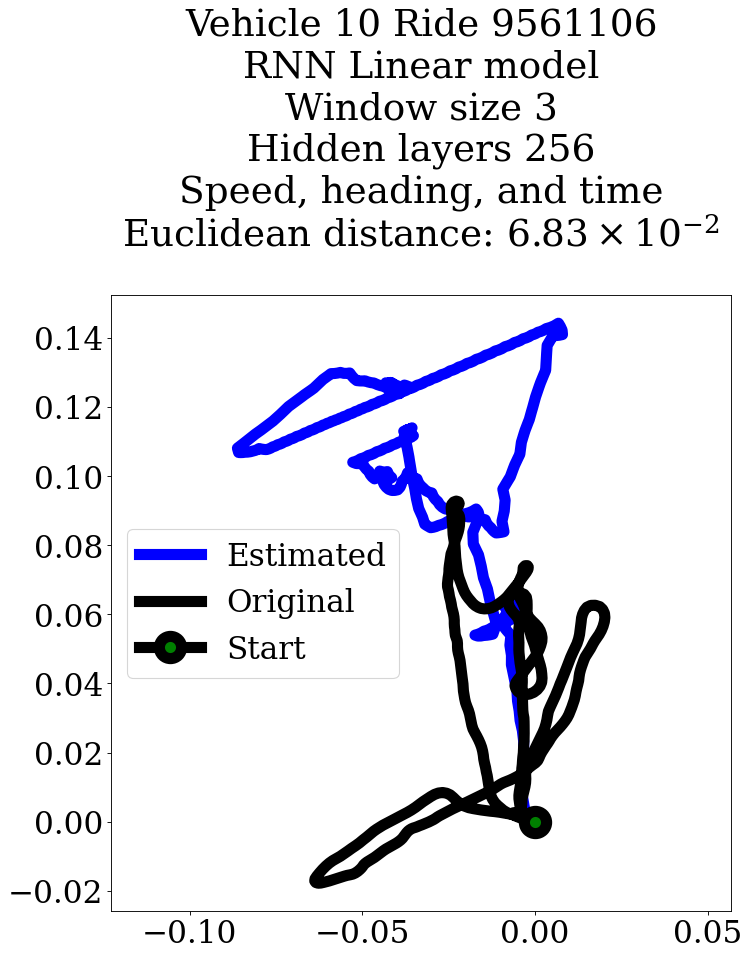 Vehicle 10 Ride 9561106
RNN Linear model
Window size 3
Hidden layers 256
Speed, heading, and time
Euclidean distance: 6.83 × 10⁻²
0.14
0.12
0.10
0.08
0.06
0.04
0.02
0.00
−0.02
Estimated
Original
Start
−0.10
−0.05
0.00
0.05